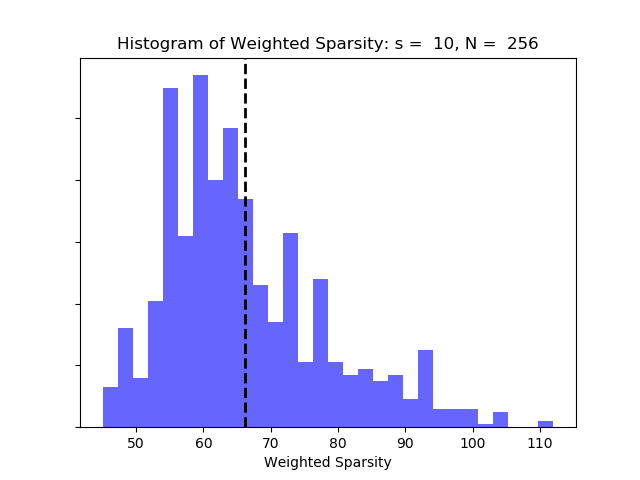 Histogram of Weighted Sparsity: s =  10, N =  256
50 60 70 80 90 100 110
Weighted Sparsity